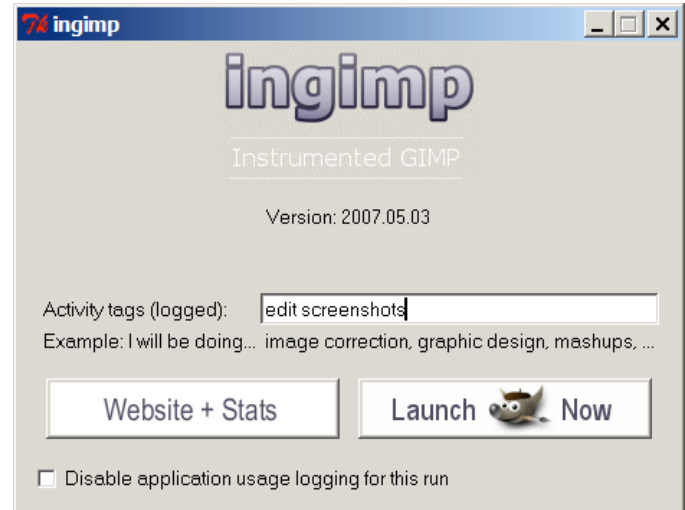 ingimp
ingimp
Instrumented GIMP
Version: 2007.05.03
Activity tags (logged): edit screenshots
Example: I will be doing... image correction, graphic design, mashups, ...
Website + Stats Launch Now
Disable application usage logging for this run